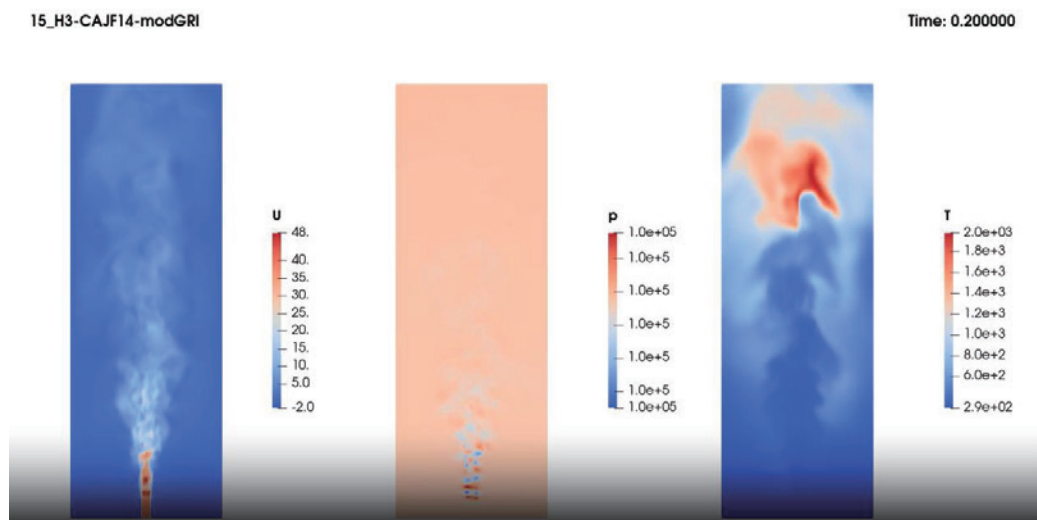 15_H3-CAJF14-modGRI
Time: 0.200000
U
48.
40.
35.
30.
25.
20.
15.
10.
5.0
-2.0
p
1.0e+05
1.0e+5
1.0e+5
1.0e+5
1.0e+5
1.0e+5
1.0e+05
T
2.0e+03
1.8e+3
1.6e+3
1.4e+3
1.2e+3
1.0e+3
8.0e+2
6.0e+2
2.9e+02